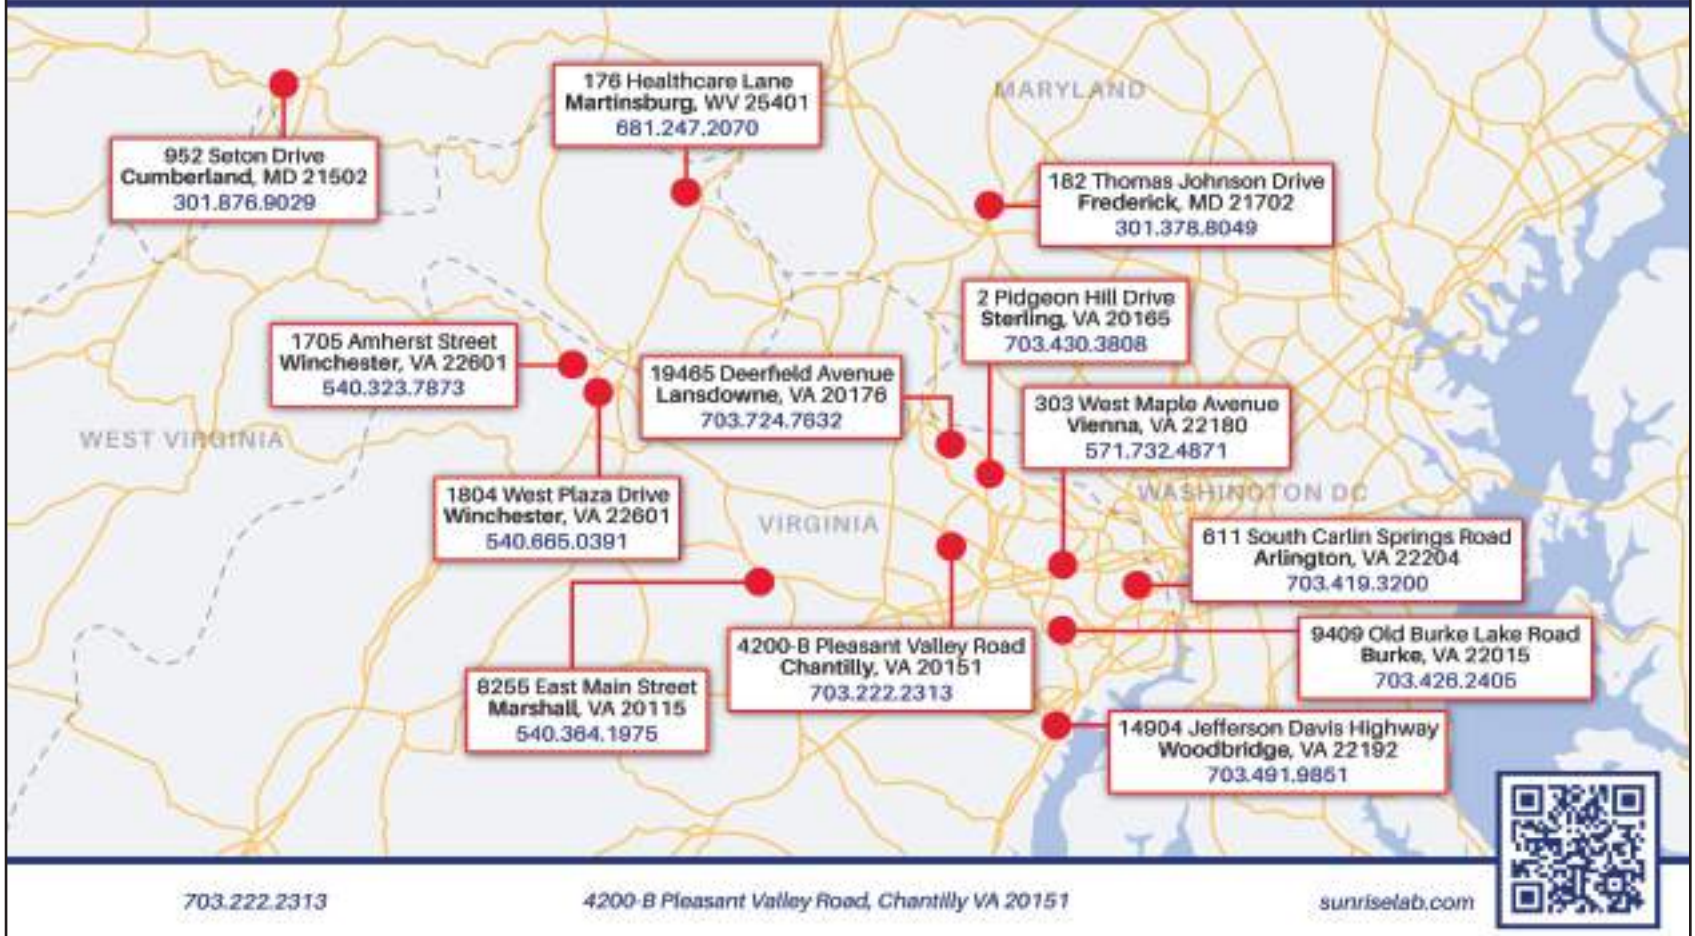 MARYLAND
176 Healthcare Lane
Martinsburg, WV 25401
681.247.2070
952 Seton Drive
Cumberland, MD 21502
301.876.9029
182 Thomas Johnson Drive
Frederick, MD 21702
301.378.8049
2 Pidgeon Hill Drive
Sterling, VA 20165
703.430.3808
1705 Amherst Street
Winchester, VA 22601
540.323.7873
19465 Deerfield Avenue
Lansdowne, VA 20176
703.724.7632
303 West Maple Avenue
Vienna, VA 22180
571.732.4871
WEST VIRGINIA
1804 West Plaza Drive
Winchester, VA 22601
540.665.0391
VIRGINIA
WASHINGTON DC
611 South Carlin Springs Road
Arlington, VA 22204
703.419.3200
4200-B Pleasant Valley Road
Chantilly, VA 20151
703.222.2313
9409 Old Burke Lake Road
Burke, VA 22015
703.426.2405
8255 East Main Street
Marshall, VA 20115
540.364.1975
14904 Jefferson Davis Highway
Woodbridge, VA 22192
703.491.9851
703.222.2313
4200-B Pleasant Valley Road, Chantilly VA 20151
sunriselab.com